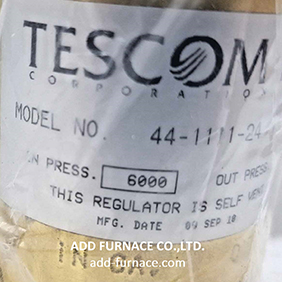 TESCOM
CORPORATION
MODEL NO. 44-1111-24
IN PRESS. 6000 OUT PRESS
THIS REGULATOR IS SELF VENT
MFG. DATE 09 SEP 10
ADD FURNACE CO.,LTD.
add-furnace.com